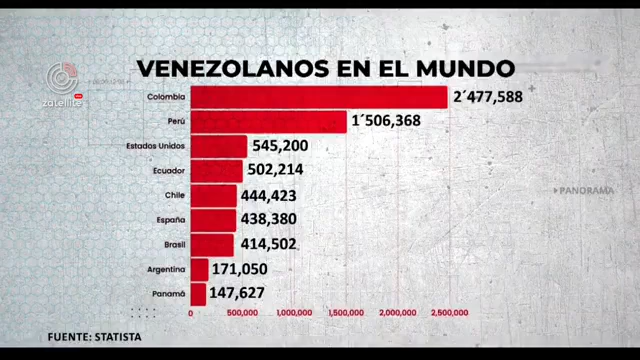 VENEZOLANOS EN EL MUNDO
zatellite
Colombia 2´477,588
Perú 1´506,368
Estados Unidos 545,200
Ecuador 502,214
Chile 444,423
España 438,380
Brasil 414,502
Argentina 171,050
Panamá 147,627
PANORAMA
0 500,000 1,000,000 1,500,000 2,000,000 2,500,000
FUENTE: STATISTA